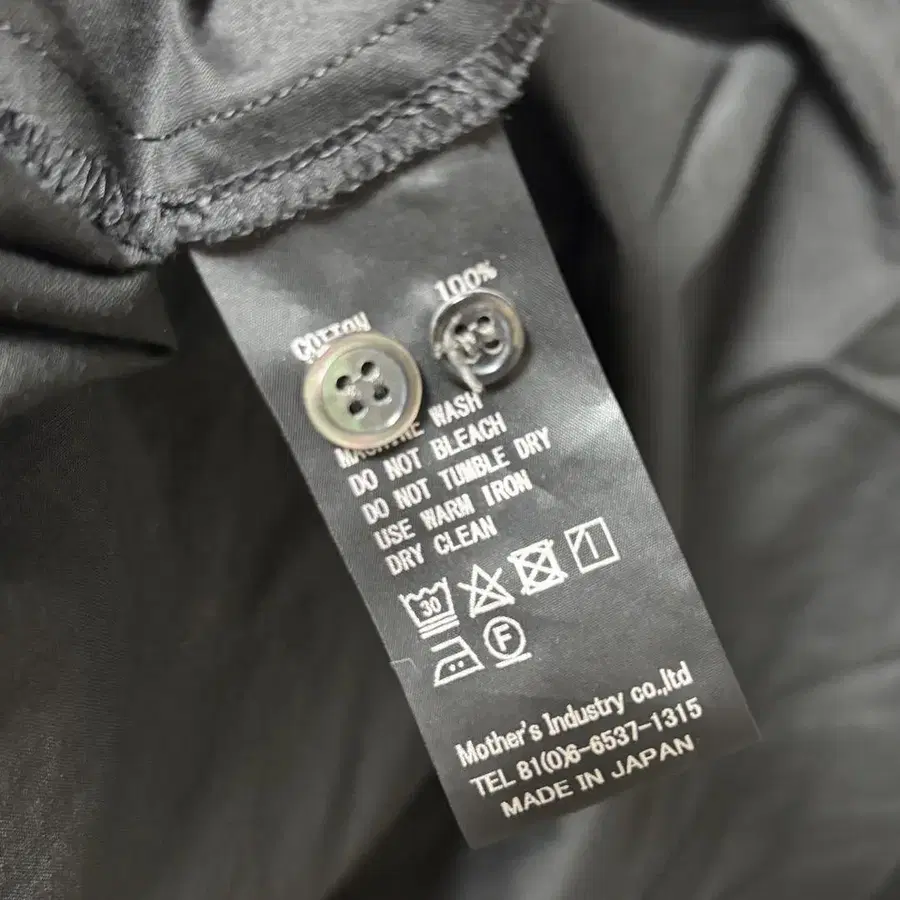 COTTON 100%
MACHINE WASH
DO NOT BLEACH
DO NOT TUMBLE DRY
USE WARM IRON
DRY CLEAN
30
F
Mother's Industry co.,ltd
TEL 81(0)6-6537-1315
MADE IN JAPAN